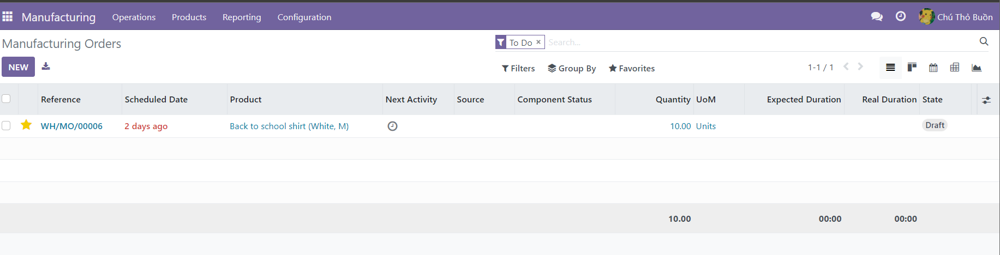 Manufacturing Operations Products Reporting Configuration Chú Thỏ Buồn
Manufacturing Orders To Do × Search...
NEW Filters Group By Favorites 1-1 / 1
Reference Scheduled Date Product Next Activity Source Component Status Quantity UoM Expected Duration Real Duration State
WH/MO/00006 2 days ago Back to school shirt (White, M) 10.00 Units Draft
10.00 00:00 00:00